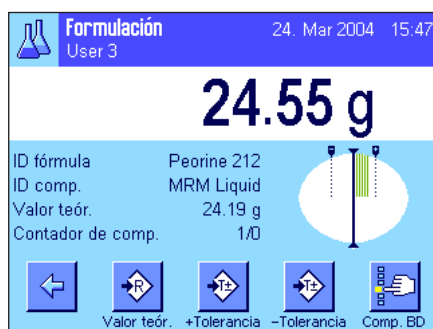 Formulación 24. Mar 2004 15:47
User 3
24.55 g
ID fórmula Peorine 212
ID comp. MRM Liquid
Valor teór. 24.19 g
Contador de comp. 1/0
R T± T±
Valor teór. +Tolerancia −Tolerancia Comp. BD